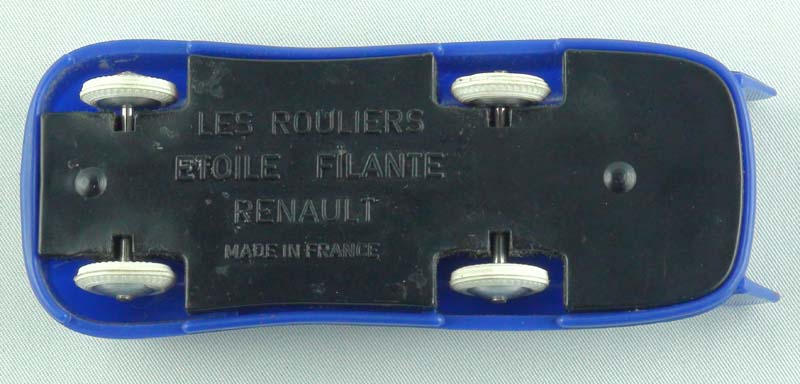 LES ROULIERS
ETOILE FILANTE
RENAULT
MADE IN FRANCE